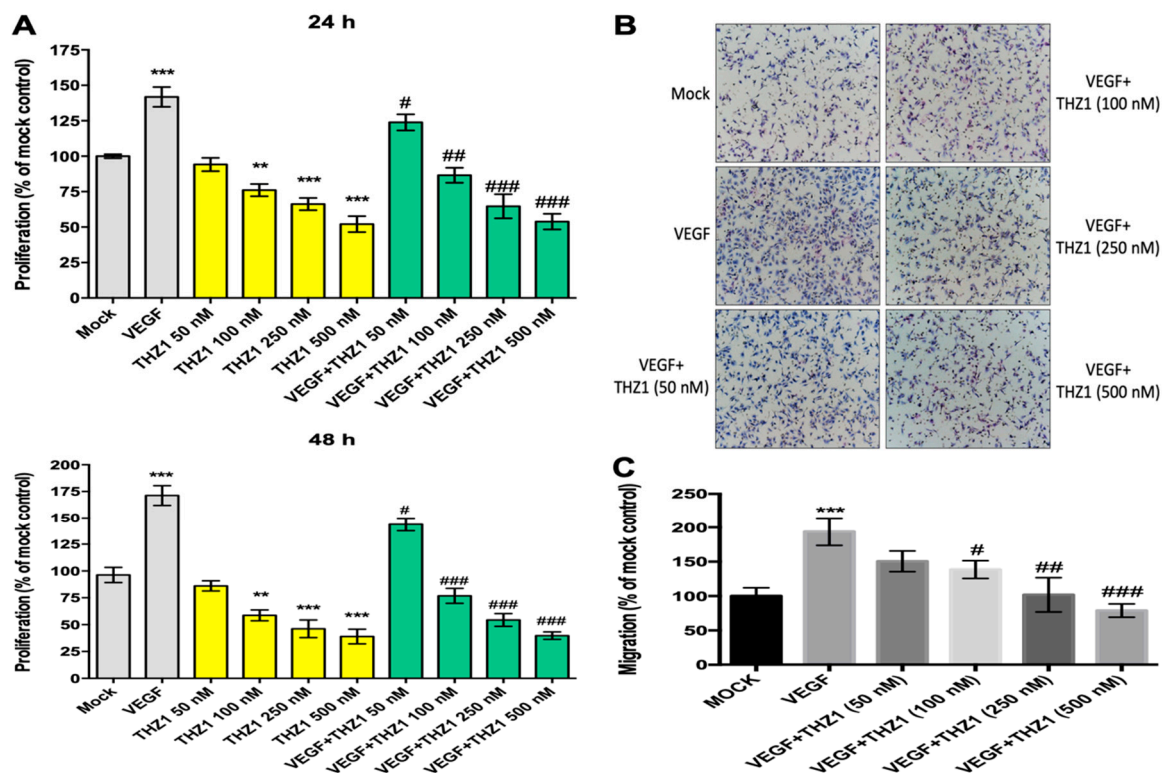 A
24 h
Proliferation (% of mock control)
175
150
125
100
75
50
25
0
***
**
***
***
#
##
###
###
Mock
VEGF
THZ1 50 nM
THZ1 100 nM
THZ1 250 nM
THZ1 500 nM
VEGF+THZ1 50 nM
VEGF+THZ1 100 nM
VEGF+THZ1 250 nM
VEGF+THZ1 500 nM
48 h
Proliferation (% of mock control)
200
175
150
125
100
75
50
25
0
***
**
***
***
#
###
###
###
Mock
VEGF
THZ1 50 nM
THZ1 100 nM
THZ1 250 nM
THZ1 500 nM
VEGF+THZ1 50 nM
VEGF+THZ1 100 nM
VEGF+THZ1 250 nM
VEGF+THZ1 500 nM
B
Mock
VEGF+
THZ1 (100 nM)
VEGF
VEGF+
THZ1 (250 nM)
VEGF+
THZ1 (50 nM)
VEGF+
THZ1 (500 nM)
C
Migration (% of mock control)
250
200
150
100
50
0
***
#
##
###
MOCK
VEGF
VEGF+THZ1 (50 nM)
VEGF+THZ1 (100 nM)
VEGF+THZ1 (250 nM)
VEGF+THZ1 (500 nM)